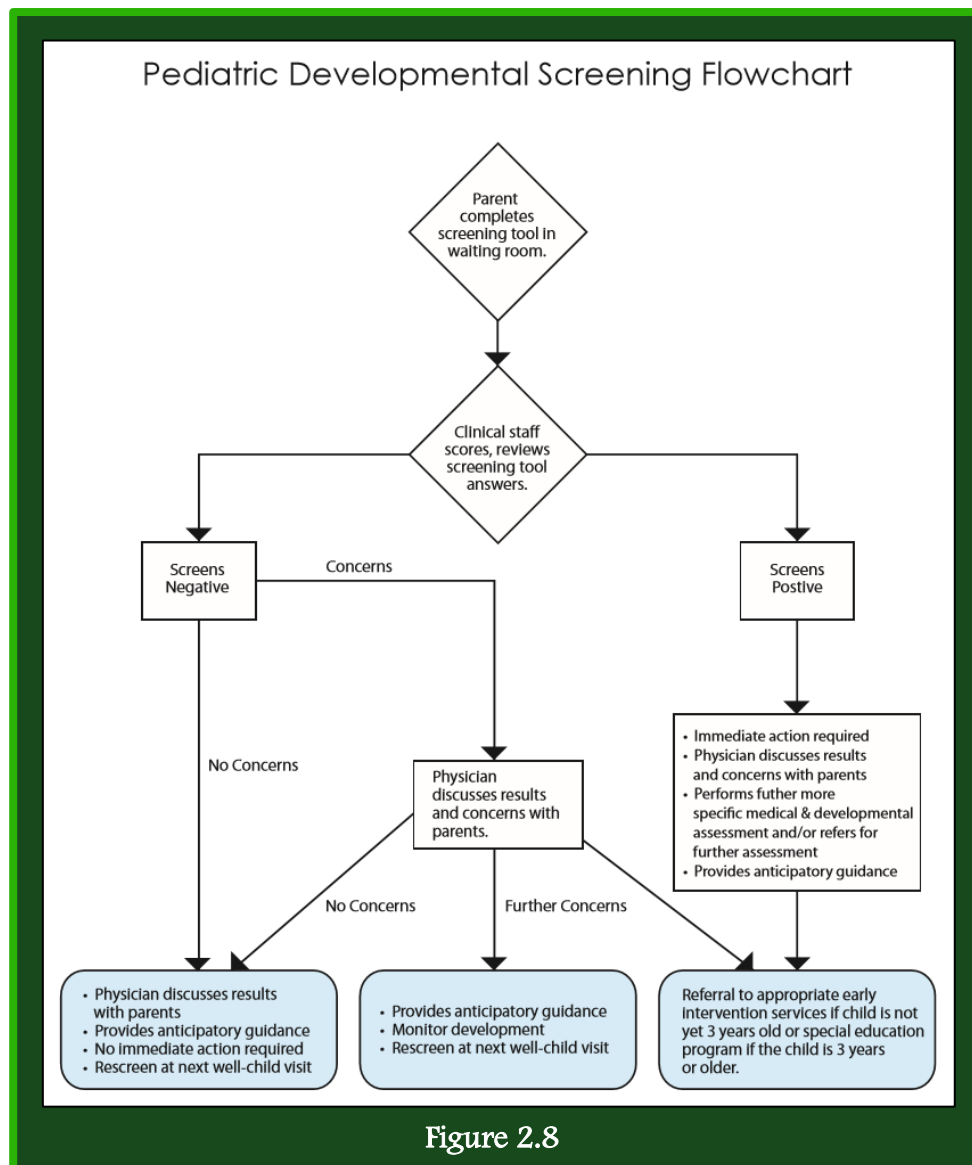 Pediatric Developmental Screening Flowchart
Parent
completes
screening tool in
waiting room.
Clinical staff
scores, reviews
screening tool
answers.
Screens
Negative
Concerns
Screens
Postive
No Concerns
Physician
discusses results
and concerns with
parents.
• Immediate action required
• Physician discusses results
and concerns with parents
• Performs futher more
specific medical & developmental
assessment and/or refers for
further assessment
• Provides anticipatory guidance
No Concerns
Further Concerns
• Physician discusses results
with parents
• Provides anticipatory guidance
• No immediate action required
• Rescreen at next well-child visit
• Provides anticipatory guidance
• Monitor development
• Rescreen at next well-child visit
Referral to appropriate early
intervention services if child is not
yet 3 years old or special education
program if the child is 3 years
or older.
Figure 2.8